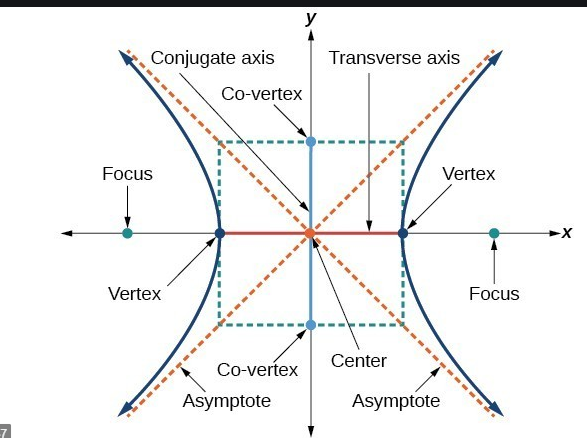 y
Conjugate axis
Transverse axis
Co-vertex
Focus
Vertex
x
Vertex
Focus
Center
Co-vertex
Asymptote
Asymptote
7